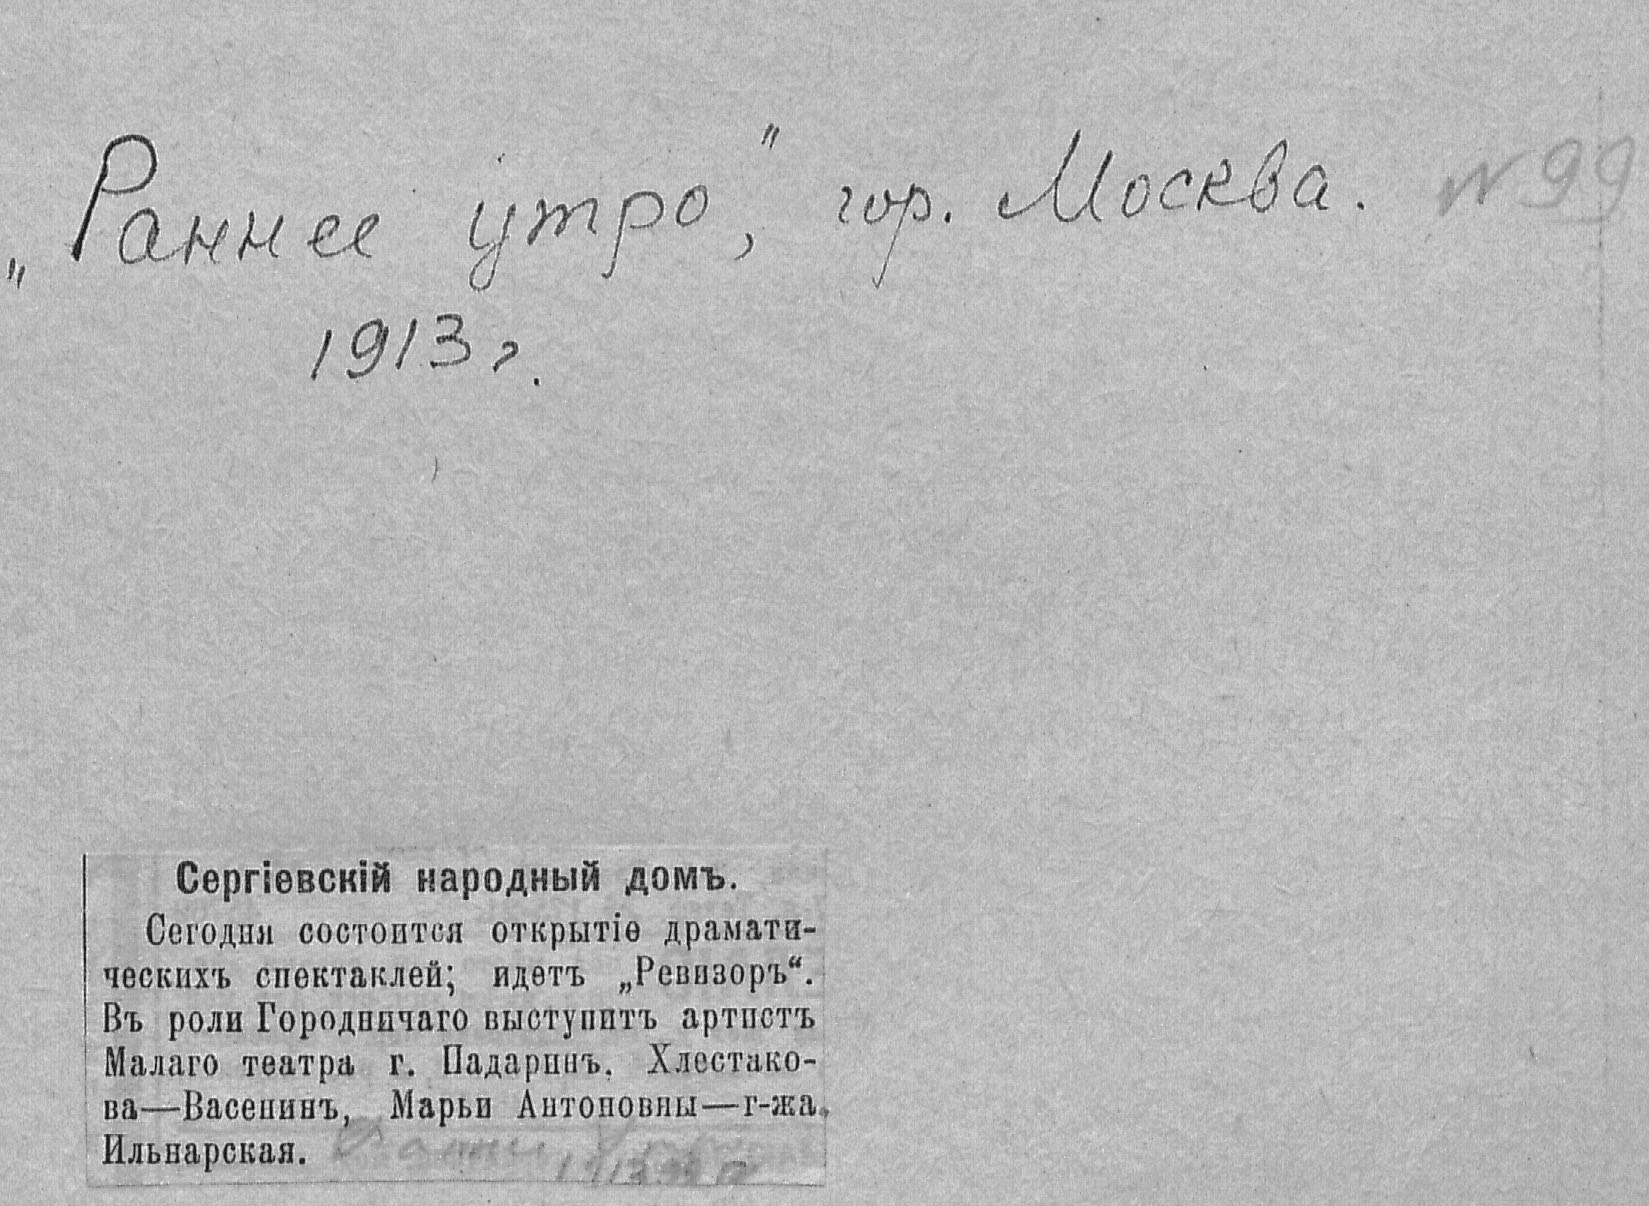 „Раннее утро", гор. Москва. N 99
1913 г.
Сергіевскій народный домъ.
Сегодня состоится открытіе драмати-
ческихъ спектаклей; идетъ „Ревизоръ“.
Въ роли Городничаго выступитъ артистъ
Малаго театра г. Падаринъ. Хлестако-
ва—Васенинъ, Марьи Антоновны—г-жа
Ильнарская.